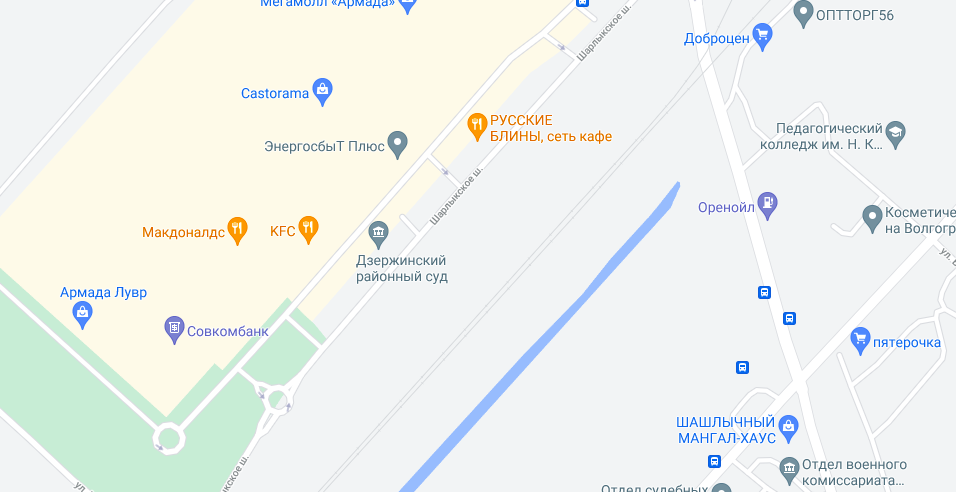 Мегамолл «Армада»
Шарлыкское ш.
ОПТТОРГ56
Доброцен
Castorama
РУССКИЕ
БЛИНЫ, сеть кафе
Педагогический
колледж им. Н. К…
ЭнергосбыТ Плюс
Шарлыкское ш.
Оренойл
Косметиче
на Волгогр
Макдоналдс
KFC
Дзержинский
районный суд
ул.
Армада Лувр
Совкомбанк
пятерочка
ШАШЛЫЧНЫЙ
МАНГАЛ-ХАУС
Отдел военного
комиссариата…
Отдел судебных
ул.